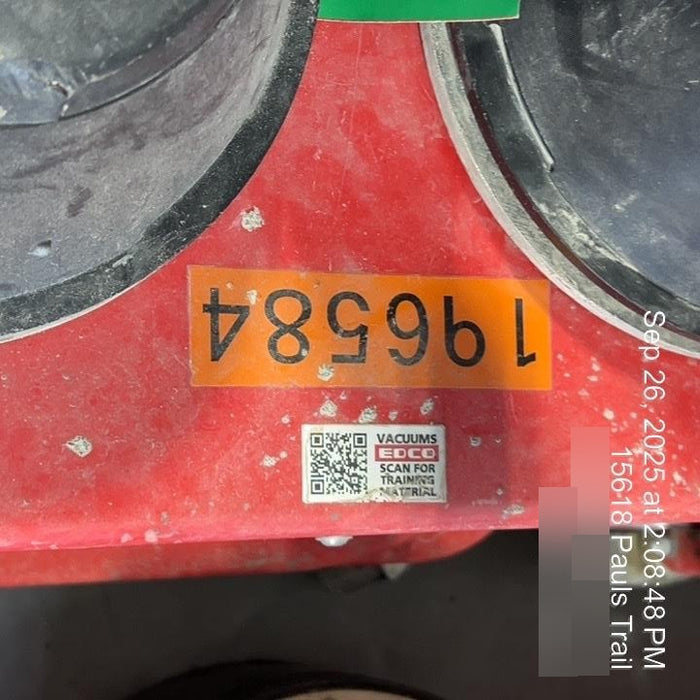 196584
VACUUMS
EDCO
SCAN FOR
TRAINING
MATERIAL
Sep 26, 2025 at 2:08:48 PM
15618 Pauls Trail